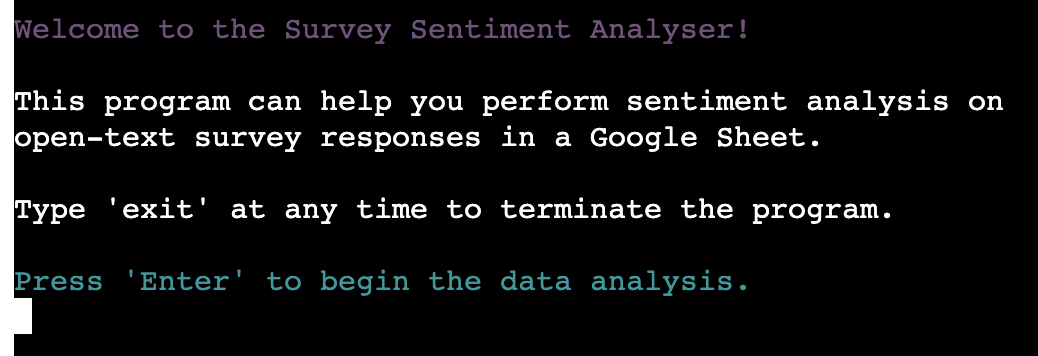 Welcome to the Survey Sentiment Analyser!
This program can help you perform sentiment analysis on
open-text survey responses in a Google Sheet.
Type 'exit' at any time to terminate the program.
Press 'Enter' to begin the data analysis.